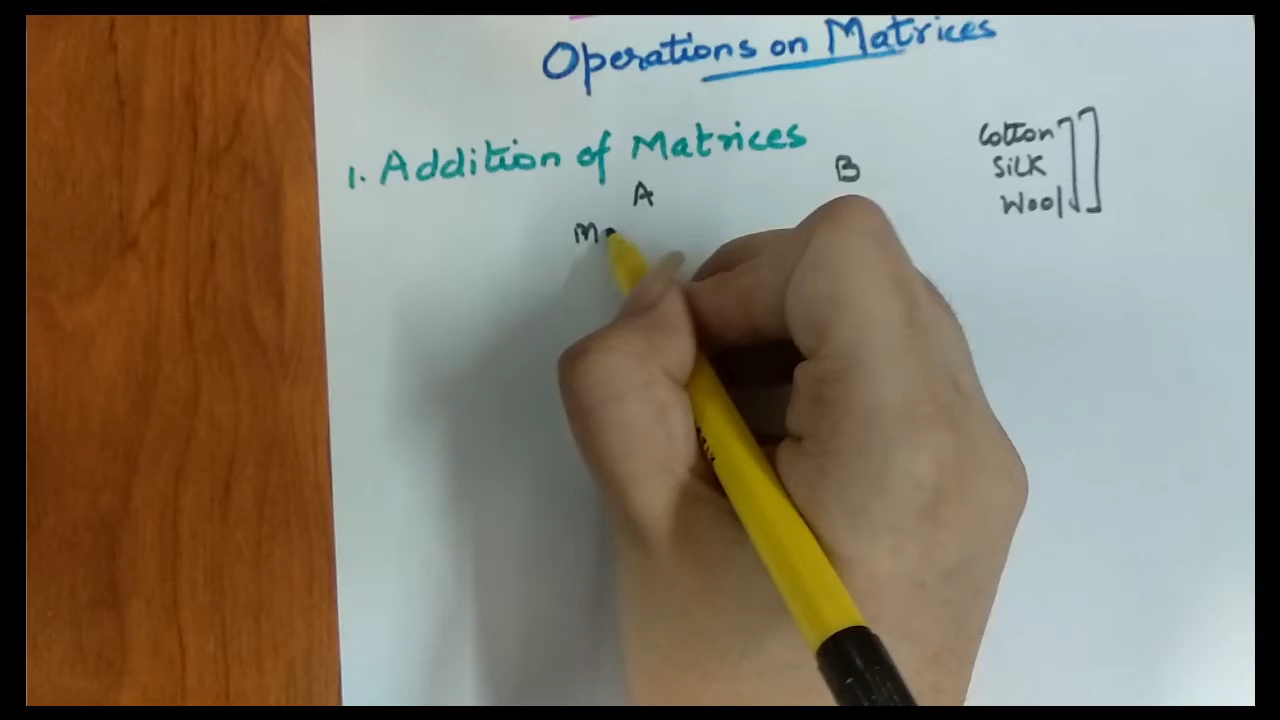 Operations on Matrices
1. Addition of Matrices
A
B
Cotton
SiLK
Wool